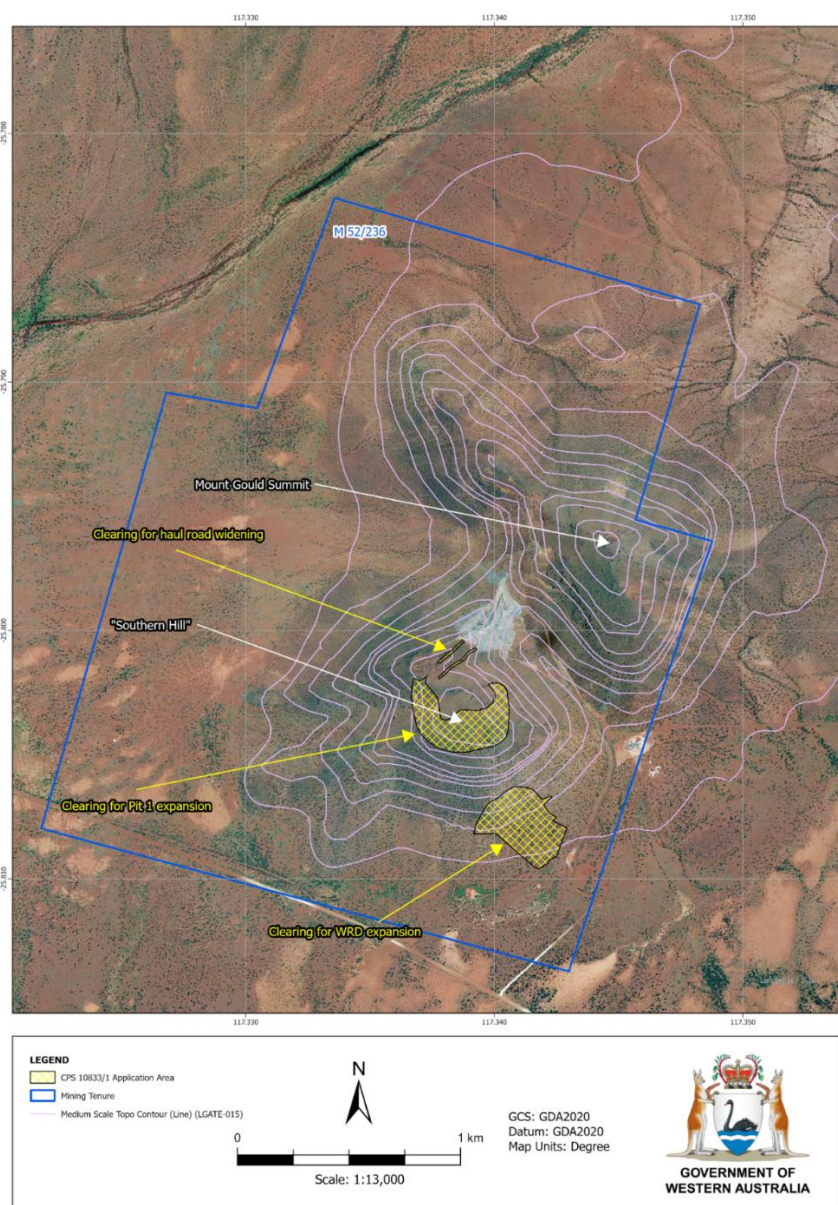 117.330
117.340
117.350
-25.780
M 52/236
-25.790
Mount Gould Summit
Clearing for haul road widening
"Southern Hill"
-25.800
Clearing for Pit 1 expansion
-25.810
Clearing for WRD expansion
117.330
117.340
117.350
LEGEND
CPS 10833/1 Application Area
Mining Tenure
Medium Scale Topo Contour (Line) (LGATE-015)
N
0
1 km
Scale: 1:13,000
GCS: GDA2020
Datum: GDA2020
Map Units: Degree
GOVERNMENT OF
WESTERN AUSTRALIA